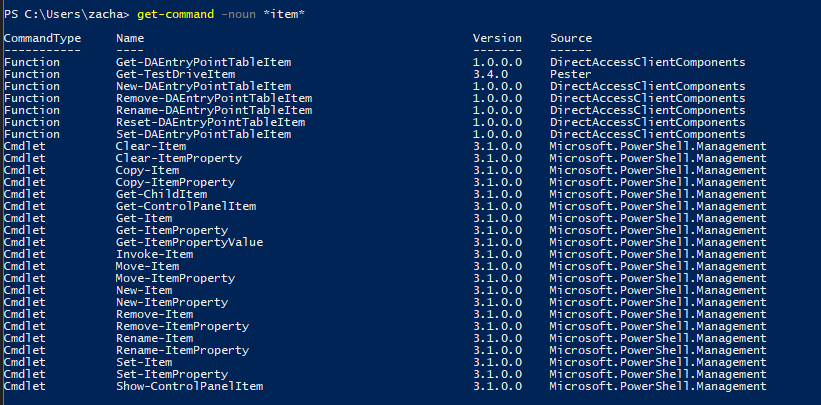 PS C:\Users\zacha> get-command -noun *item*
CommandType Name Version Source
----------- ---- ------- ------
Function Get-DAEntryPointTableItem 1.0.0.0 DirectAccessClientComponents
Function Get-TestDriveItem 3.4.0 Pester
Function New-DAEntryPointTableItem 1.0.0.0 DirectAccessClientComponents
Function Remove-DAEntryPointTableItem 1.0.0.0 DirectAccessClientComponents
Function Rename-DAEntryPointTableItem 1.0.0.0 DirectAccessClientComponents
Function Reset-DAEntryPointTableItem 1.0.0.0 DirectAccessClientComponents
Function Set-DAEntryPointTableItem 1.0.0.0 DirectAccessClientComponents
Cmdlet Clear-Item 3.1.0.0 Microsoft.PowerShell.Management
Cmdlet Clear-ItemProperty 3.1.0.0 Microsoft.PowerShell.Management
Cmdlet Copy-Item 3.1.0.0 Microsoft.PowerShell.Management
Cmdlet Copy-ItemProperty 3.1.0.0 Microsoft.PowerShell.Management
Cmdlet Get-ChildItem 3.1.0.0 Microsoft.PowerShell.Management
Cmdlet Get-ControlPanelItem 3.1.0.0 Microsoft.PowerShell.Management
Cmdlet Get-Item 3.1.0.0 Microsoft.PowerShell.Management
Cmdlet Get-ItemProperty 3.1.0.0 Microsoft.PowerShell.Management
Cmdlet Get-ItemPropertyValue 3.1.0.0 Microsoft.PowerShell.Management
Cmdlet Invoke-Item 3.1.0.0 Microsoft.PowerShell.Management
Cmdlet Move-Item 3.1.0.0 Microsoft.PowerShell.Management
Cmdlet Move-ItemProperty 3.1.0.0 Microsoft.PowerShell.Management
Cmdlet New-Item 3.1.0.0 Microsoft.PowerShell.Management
Cmdlet New-ItemProperty 3.1.0.0 Microsoft.PowerShell.Management
Cmdlet Remove-Item 3.1.0.0 Microsoft.PowerShell.Management
Cmdlet Remove-ItemProperty 3.1.0.0 Microsoft.PowerShell.Management
Cmdlet Rename-Item 3.1.0.0 Microsoft.PowerShell.Management
Cmdlet Rename-ItemProperty 3.1.0.0 Microsoft.PowerShell.Management
Cmdlet Set-Item 3.1.0.0 Microsoft.PowerShell.Management
Cmdlet Set-ItemProperty 3.1.0.0 Microsoft.PowerShell.Management
Cmdlet Show-ControlPanelItem 3.1.0.0 Microsoft.PowerShell.Management